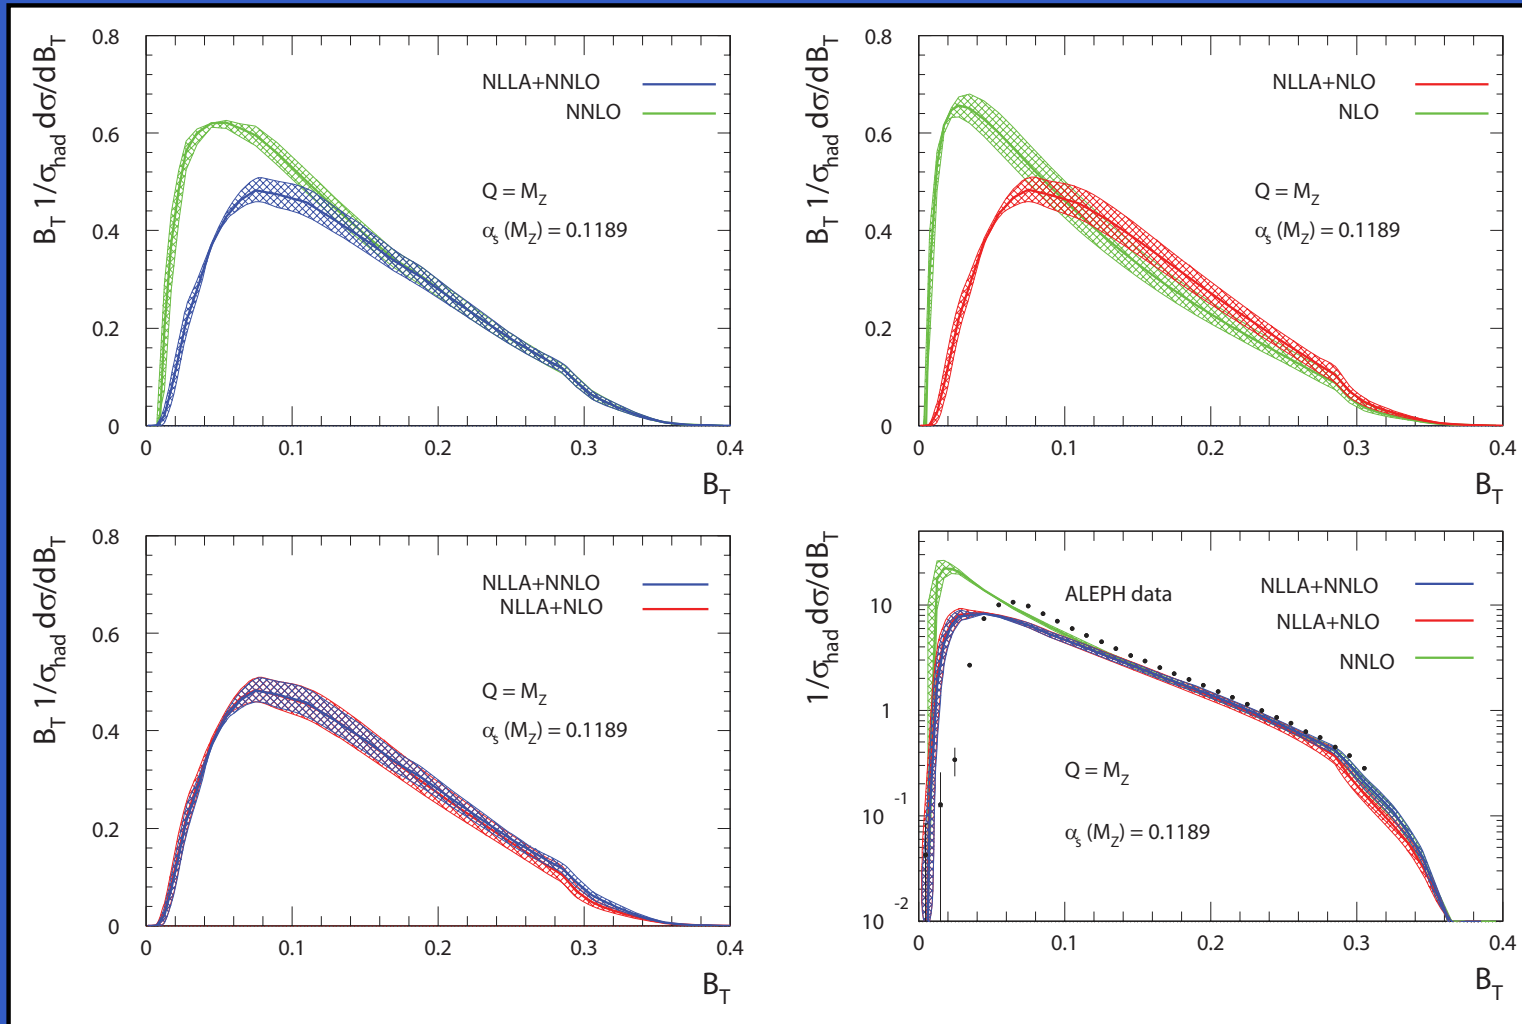 B_T 1/σ_had dσ/dB_T
0.8
0.6
0.4
0.2
0
NLLA+NNLO
NNLO
Q = M_Z
α_s (M_Z) = 0.1189
0 0.1 0.2 0.3 0.4
B_T
B_T 1/σ_had dσ/dB_T
0.8
0.6
0.4
0.2
0
NLLA+NLO
NLO
Q = M_Z
α_s (M_Z) = 0.1189
0 0.1 0.2 0.3 0.4
B_T
B_T 1/σ_had dσ/dB_T
0.8
0.6
0.4
0.2
0
NLLA+NNLO
NLLA+NLO
Q = M_Z
α_s (M_Z) = 0.1189
0 0.1 0.2 0.3 0.4
B_T
1/σ_had dσ/dB_T
10
1
10^-1
10^-2
ALEPH data
NLLA+NNLO
NLLA+NLO
NNLO
Q = M_Z
α_s (M_Z) = 0.1189
0 0.1 0.2 0.3 0.4
B_T